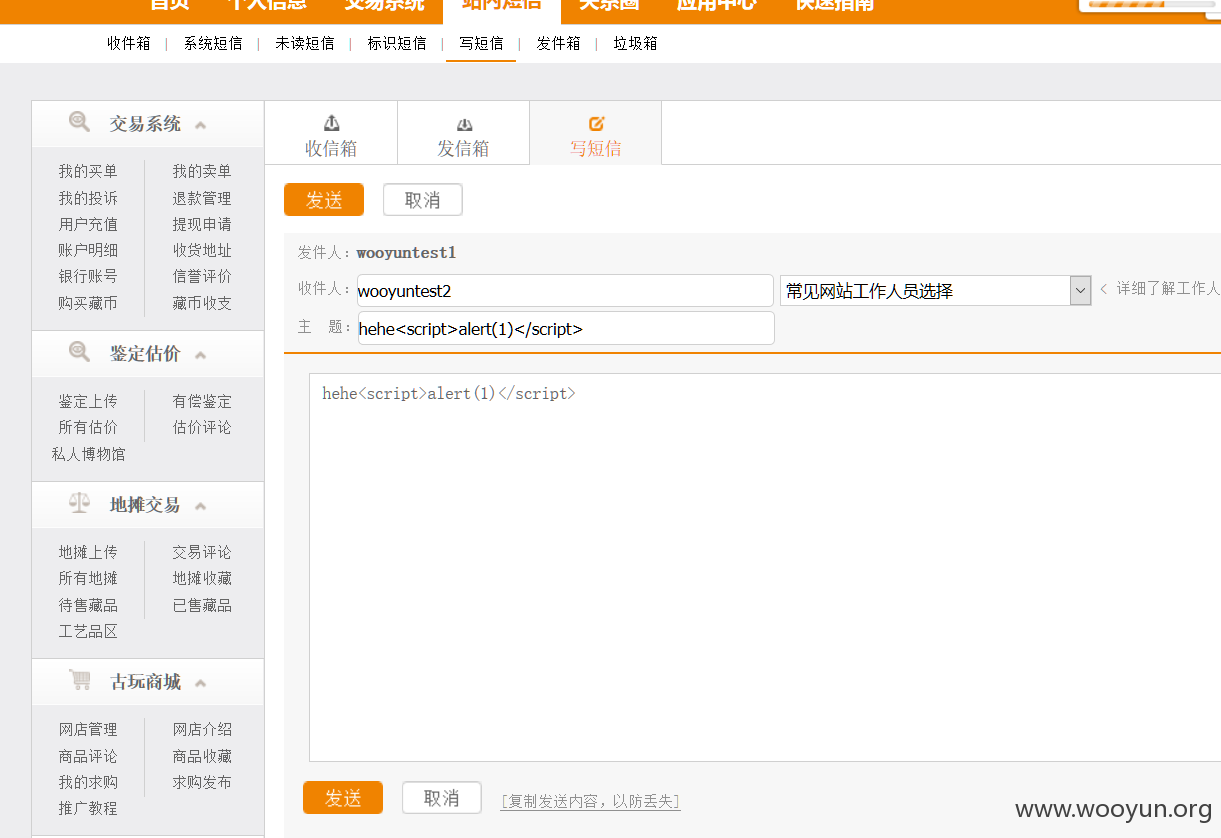 首页 个人信息 交易系统 站内短信 关系圈 应用中心 快速指南
收件箱 | 系统短信 | 未读短信 | 标识短信 | 写短信 | 发件箱 | 垃圾箱
交易系统
收信箱 发信箱 写短信
我的买单 我的卖单
我的投诉 退款管理
用户充值 提现申请
账户明细 收货地址
银行账号 信誉评价
购买藏币 藏币收支
发送 取消
发件人：wooyuntest1
收件人：wooyuntest2 常见网站工作人员选择 < 详细了解工作人
主 题：hehe<script>alert(1)</script>
hehe<script>alert(1)</script>
鉴定估价
鉴定上传 有偿鉴定
所有估价 估价评论
私人博物馆
地摊交易
地摊上传 交易评论
所有地摊 地摊收藏
待售藏品 已售藏品
工艺品区
古玩商城
网店管理 网店介绍
商品评论 商品收藏
我的求购 求购发布
推广教程
发送 取消 [复制发送内容，以防丢失]
www.wooyun.org